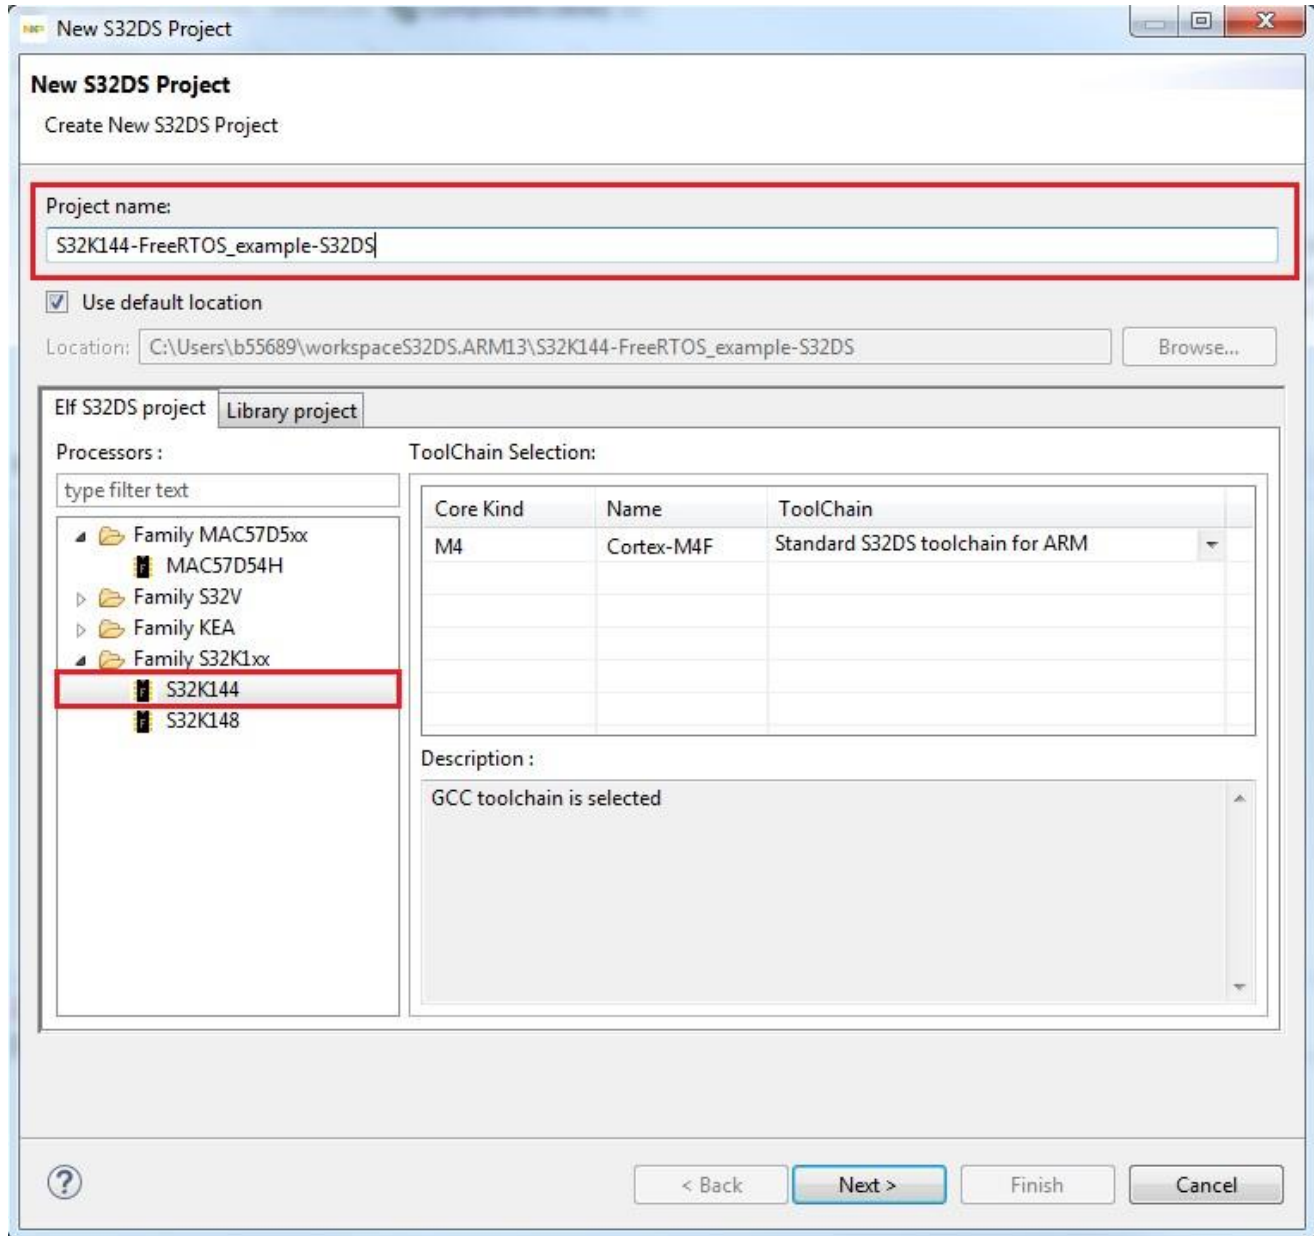 New S32DS Project
New S32DS Project
Create New S32DS Project
Project name:
S32K144-FreeRTOS_example-S32DS
Use default location
Location: C:\Users\b55689\workspaceS32DS.ARM13\S32K144-FreeRTOS_example-S32DS Browse...
Elf S32DS project Library project
Processors :
type filter text
Family MAC57D5xx
MAC57D54H
Family S32V
Family KEA
Family S32K1xx
S32K144
S32K148
ToolChain Selection:
Core Kind Name ToolChain
M4 Cortex-M4F Standard S32DS toolchain for ARM
Description :
GCC toolchain is selected
< Back Next > Finish Cancel